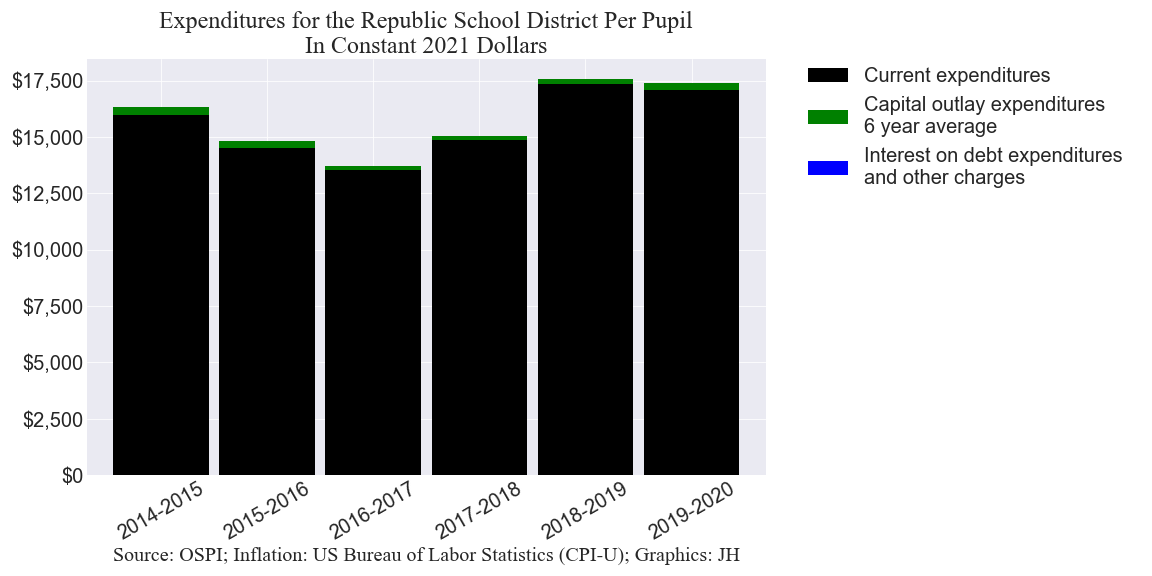 Expenditures for the Republic School District Per Pupil
In Constant 2021 Dollars
$17,500
$15,000
$12,500
$10,000
$7,500
$5,000
$2,500
$0
2014-2015
2015-2016
2016-2017
2017-2018
2018-2019
2019-2020
Current expenditures
Capital outlay expenditures
6 year average
Interest on debt expenditures
and other charges
Source: OSPI; Inflation: US Bureau of Labor Statistics (CPI-U); Graphics: JH